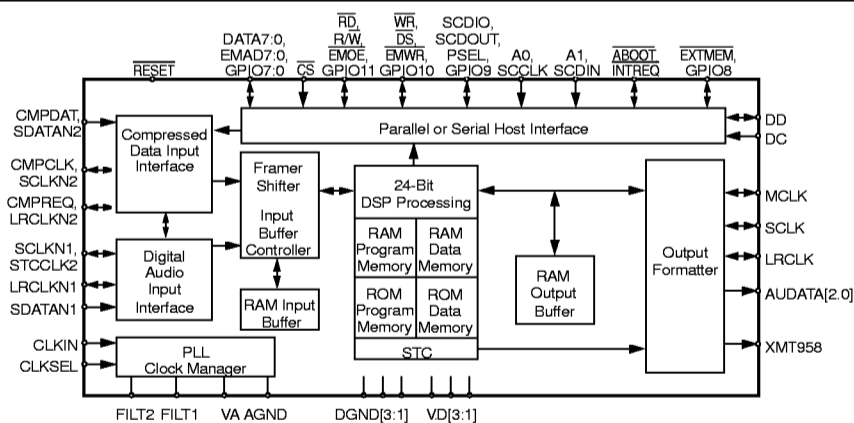 DATA7:0,
EMAD7:0,
GPIO7:0
RESET
CS
RD,
R/W,
EMOE,
GPIO11
WR,
DS,
EMWR,
GPIO10
SCDIO,
SCDOUT,
PSEL,
GPIO9
A0,
SCCLK
A1,
SCDIN
ABOOT,
INTREQ
EXTMEM,
GPIO8
CMPDAT,
SDATAN2
CMPCLK,
SCLKN2
CMPREQ,
LRCLKN2
SCLKN1,
STCCLK2
LRCLKN1
SDATAN1
CLKIN
CLKSEL
Compressed
Data Input
Interface
Digital
Audio
Input
Interface
Framer
Shifter
Input
Buffer
Controller
RAM Input
Buffer
PLL
Clock Manager
Parallel or Serial Host Interface
24-Bit
DSP Processing
RAM
Program
Memory
RAM
Data
Memory
ROM
Program
Memory
ROM
Data
Memory
STC
RAM
Output
Buffer
Output
Formatter
DD
DC
MCLK
SCLK
LRCLK
AUDATA[2.0]
XMT958
FILT2 FILT1 VA AGND DGND[3:1] VD[3:1]